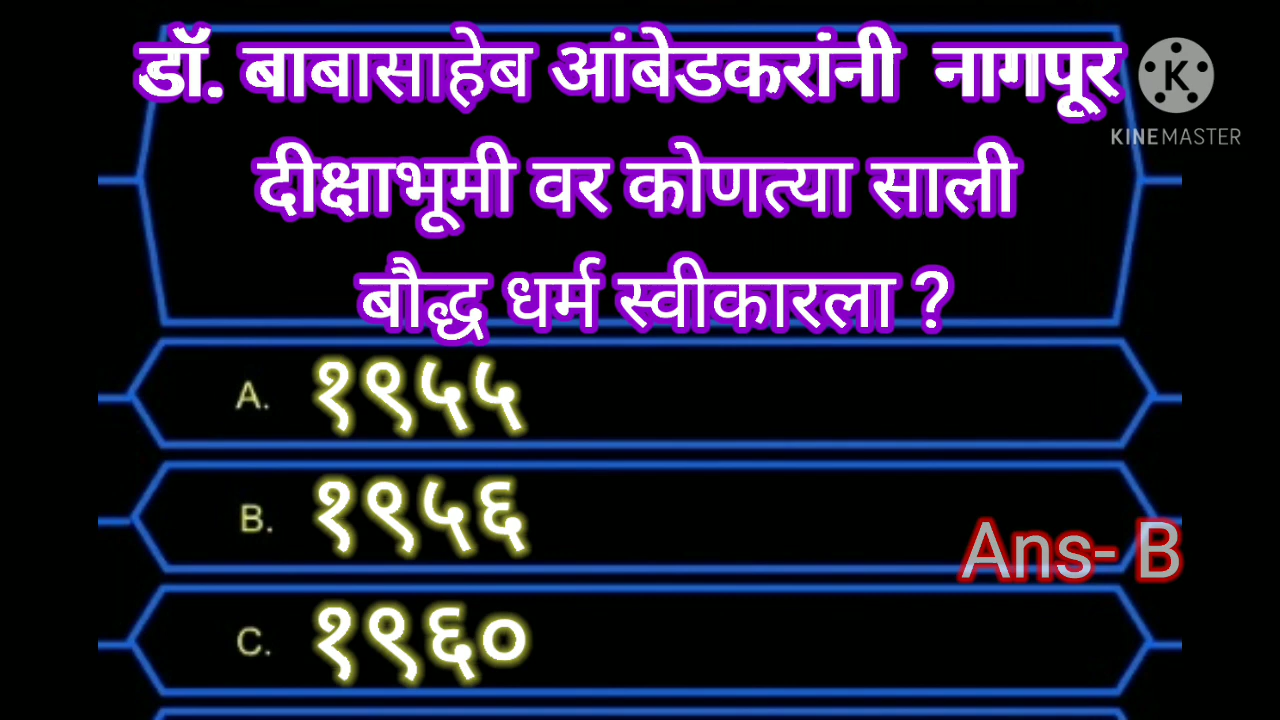 डॉ. बाबासाहेब आंबेडकरांनी नागपूर
KINEMASTER
दीक्षाभूमी वर कोणत्या साली
बौद्ध धर्म स्वीकारला ?
A. १९५५
B. १९५६
Ans- B
C. १९६०